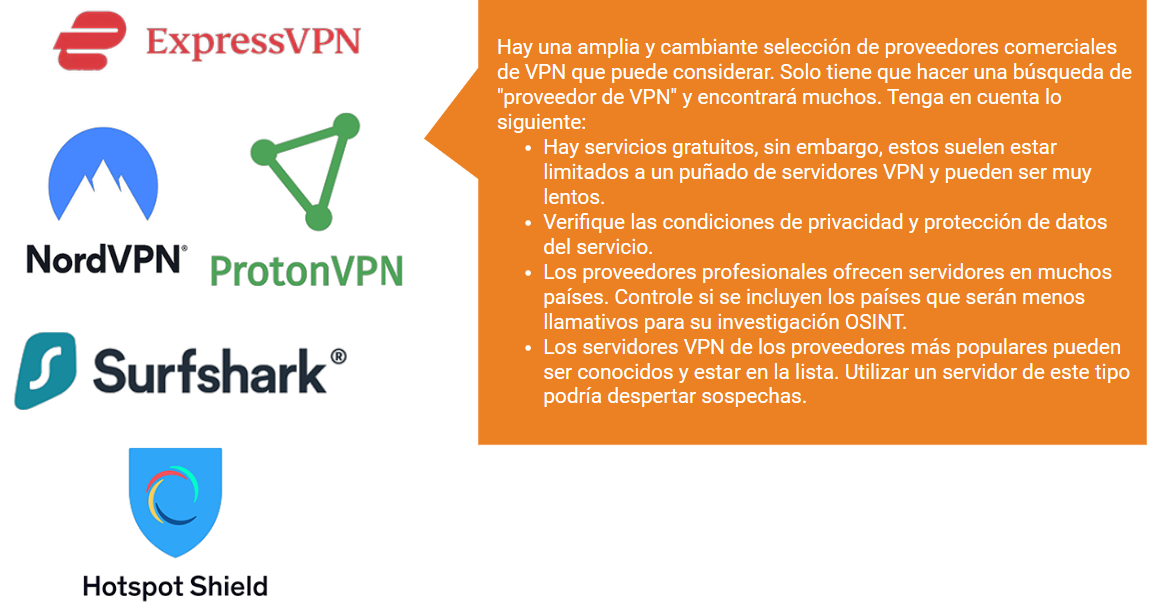 ExpressVPN
NordVPN®
ProtonVPN
Surfshark®
Hotspot Shield
Hay una amplia y cambiante selección de proveedores comerciales
de VPN que puede considerar. Solo tiene que hacer una búsqueda de
"proveedor de VPN" y encontrará muchos. Tenga en cuenta lo
siguiente:
• Hay servicios gratuitos, sin embargo, estos suelen estar
limitados a un puñado de servidores VPN y pueden ser muy
lentos.
• Verifique las condiciones de privacidad y protección de datos
del servicio.
• Los proveedores profesionales ofrecen servidores en muchos
países. Controle si se incluyen los países que serán menos
llamativos para su investigación OSINT.
• Los servidores VPN de los proveedores más populares pueden
ser conocidos y estar en la lista. Utilizar un servidor de este tipo
podría despertar sospechas.